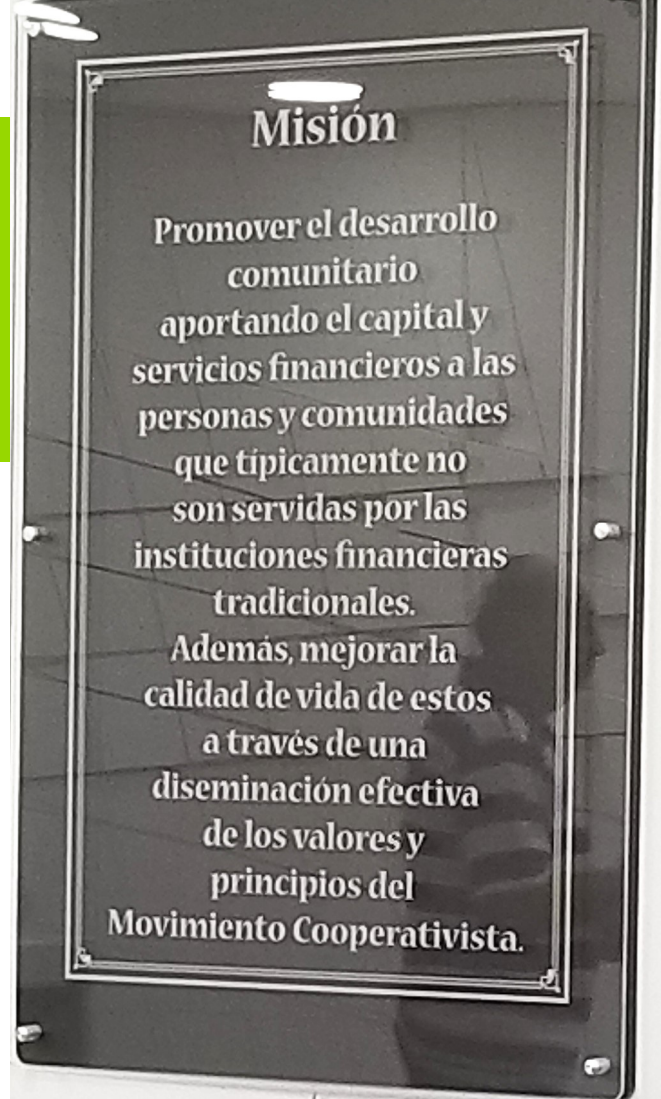 Misión
Promover el desarrollo
comunitario
aportando el capital y
servicios financieros a las
personas y comunidades
que típicamente no
son servidas por las
instituciones financieras
tradicionales.
Además, mejorar la
calidad de vida de estos
a través de una
diseminación efectiva
de los valores y
principios del
Movimiento Cooperativista.